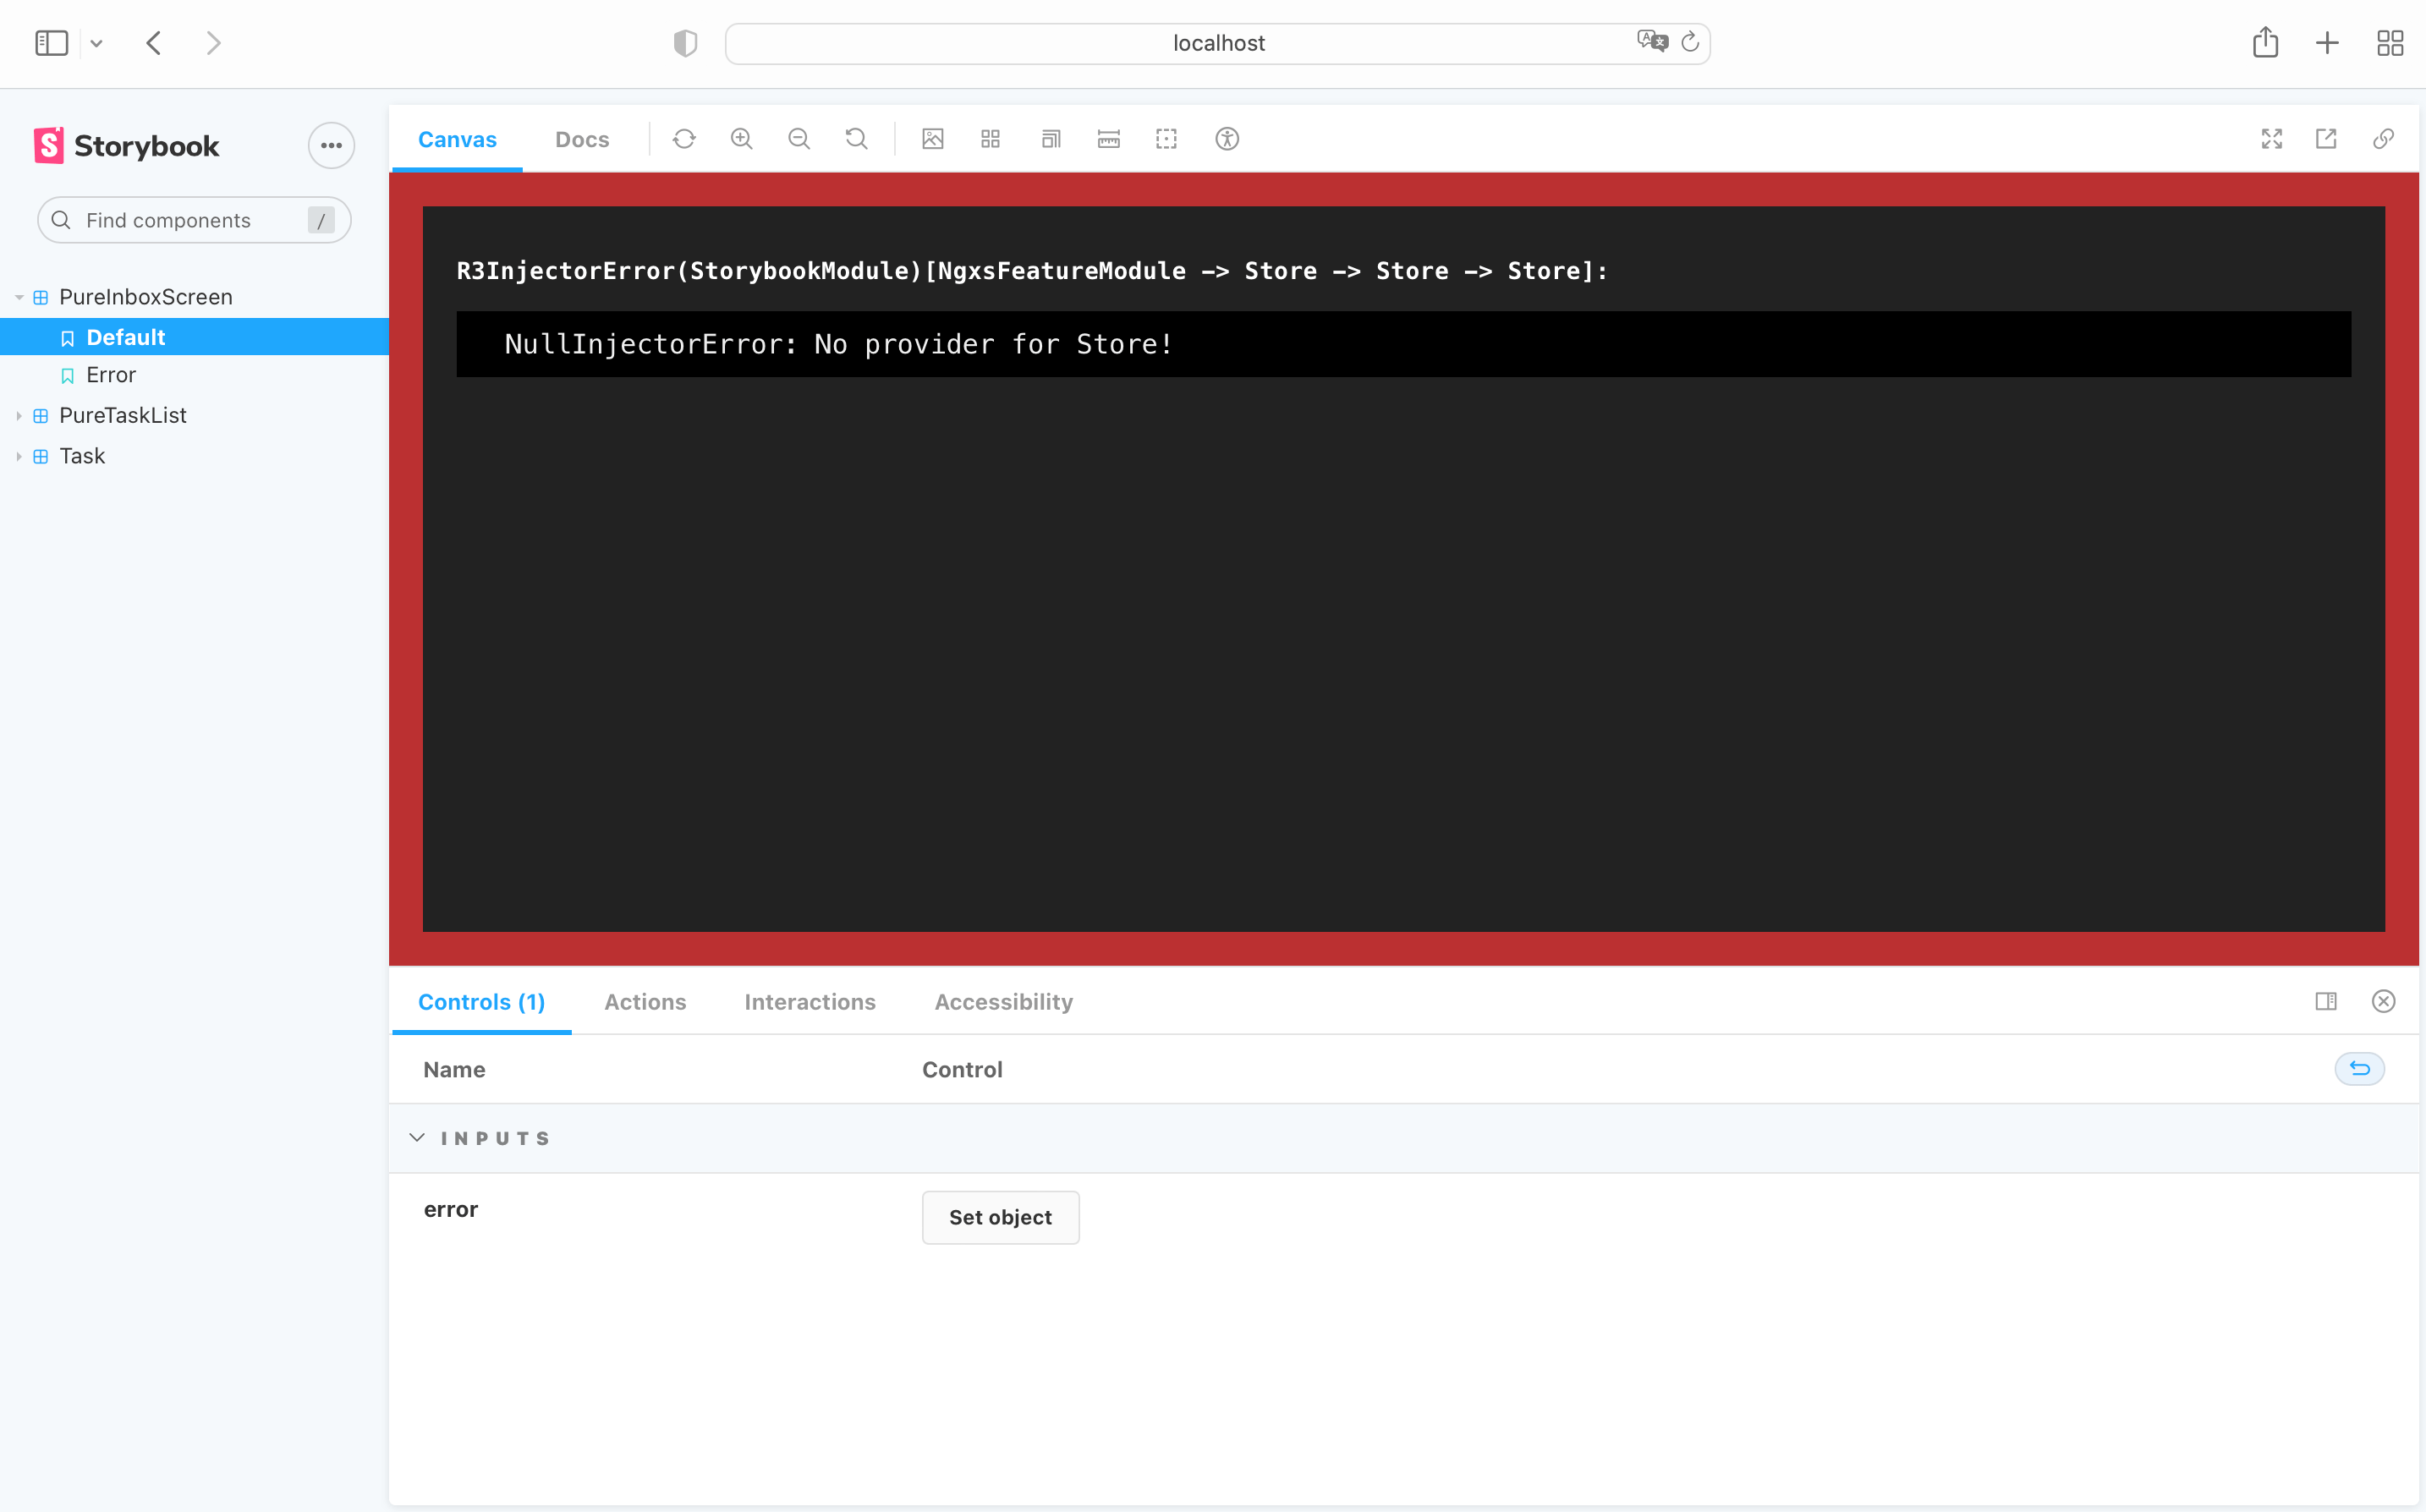 localhost
Storybook
Find components /
PureInboxScreen
Default
Error
PureTaskList
Task
Canvas Docs
R3InjectorError(StorybookModule)[NgxsFeatureModule -> Store -> Store -> Store]:
NullInjectorError: No provider for Store!
Controls (1) Actions Interactions Accessibility
Name Control
INPUTS
error Set object